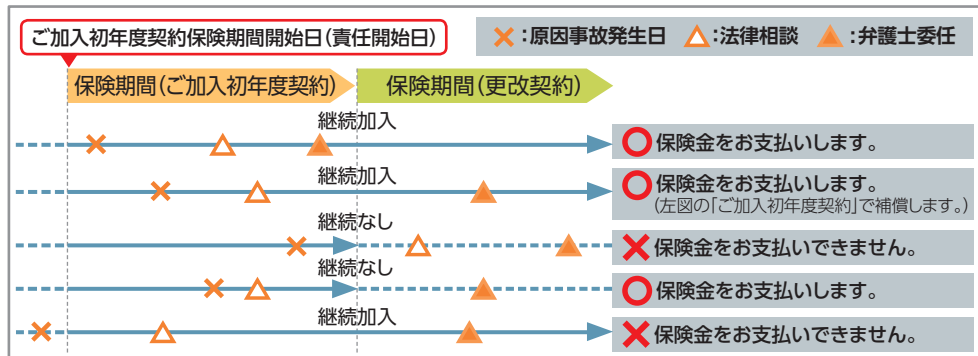 ご加入初年度契約保険期間開始日(責任開始日)
×:原因事故発生日 △:法律相談 ▲:弁護士委任
保険期間(ご加入初年度契約) 保険期間(更改契約)
継続加入
○保険金をお支払いします。
継続加入
○保険金をお支払いします。
(左図の「ご加入初年度契約」で補償します。)
継続なし
×保険金をお支払いできません。
継続なし
○保険金をお支払いします。
継続加入
×保険金をお支払いできません。